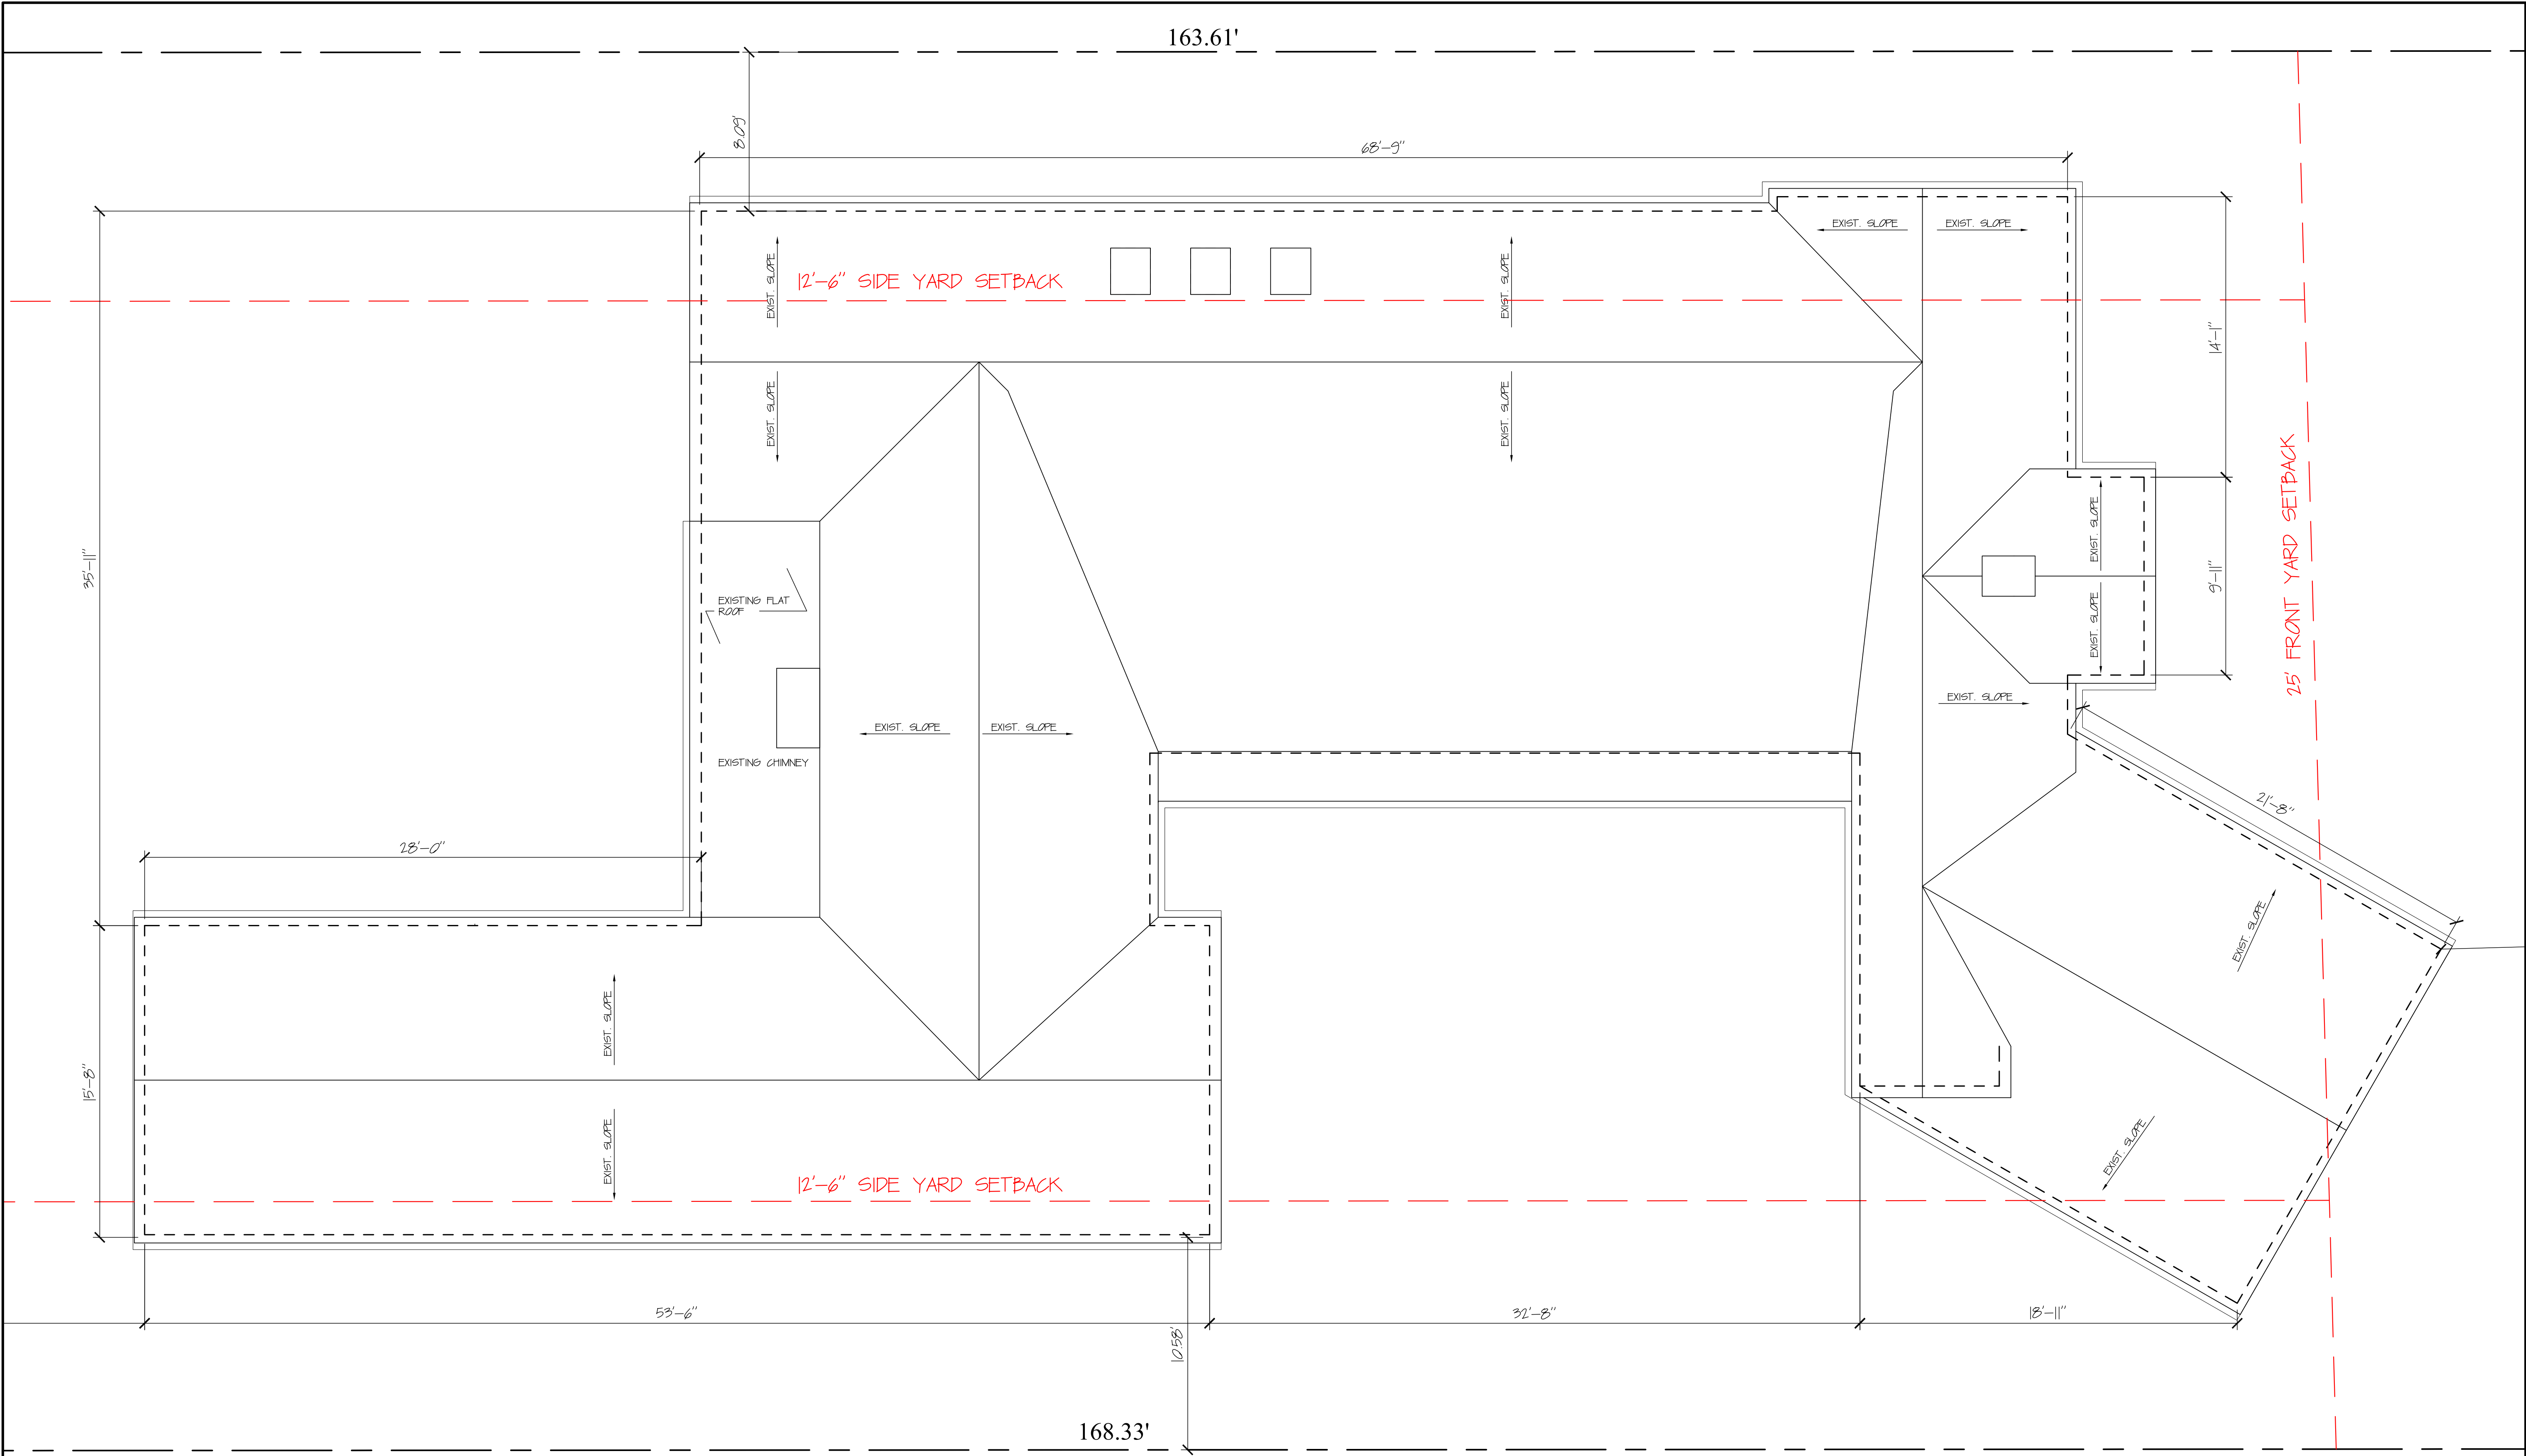 163.61'
8.09'
68'-9"
EXIST. SLOPE
EXIST. SLOPE
EXIST. SLOPE
EXIST. SLOPE
12'-6" SIDE YARD SETBACK
14'-1"
EXIST. SLOPE
EXIST. SLOPE
25' FRONT YARD SETBACK
EXIST. SLOPE
35'-11"
EXISTING FLAT
ROOF
9'-11"
EXIST. SLOPE
EXIST. SLOPE
EXIST. SLOPE
EXIST. SLOPE
EXISTING CHIMNEY
21'-8"
28'-0"
EXIST. SLOPE
EXIST. SLOPE
15'-8"
EXIST. SLOPE
EXIST. SLOPE
12'-6" SIDE YARD SETBACK
53'-6"
32'-8"
18'-11"
10.58'
168.33'